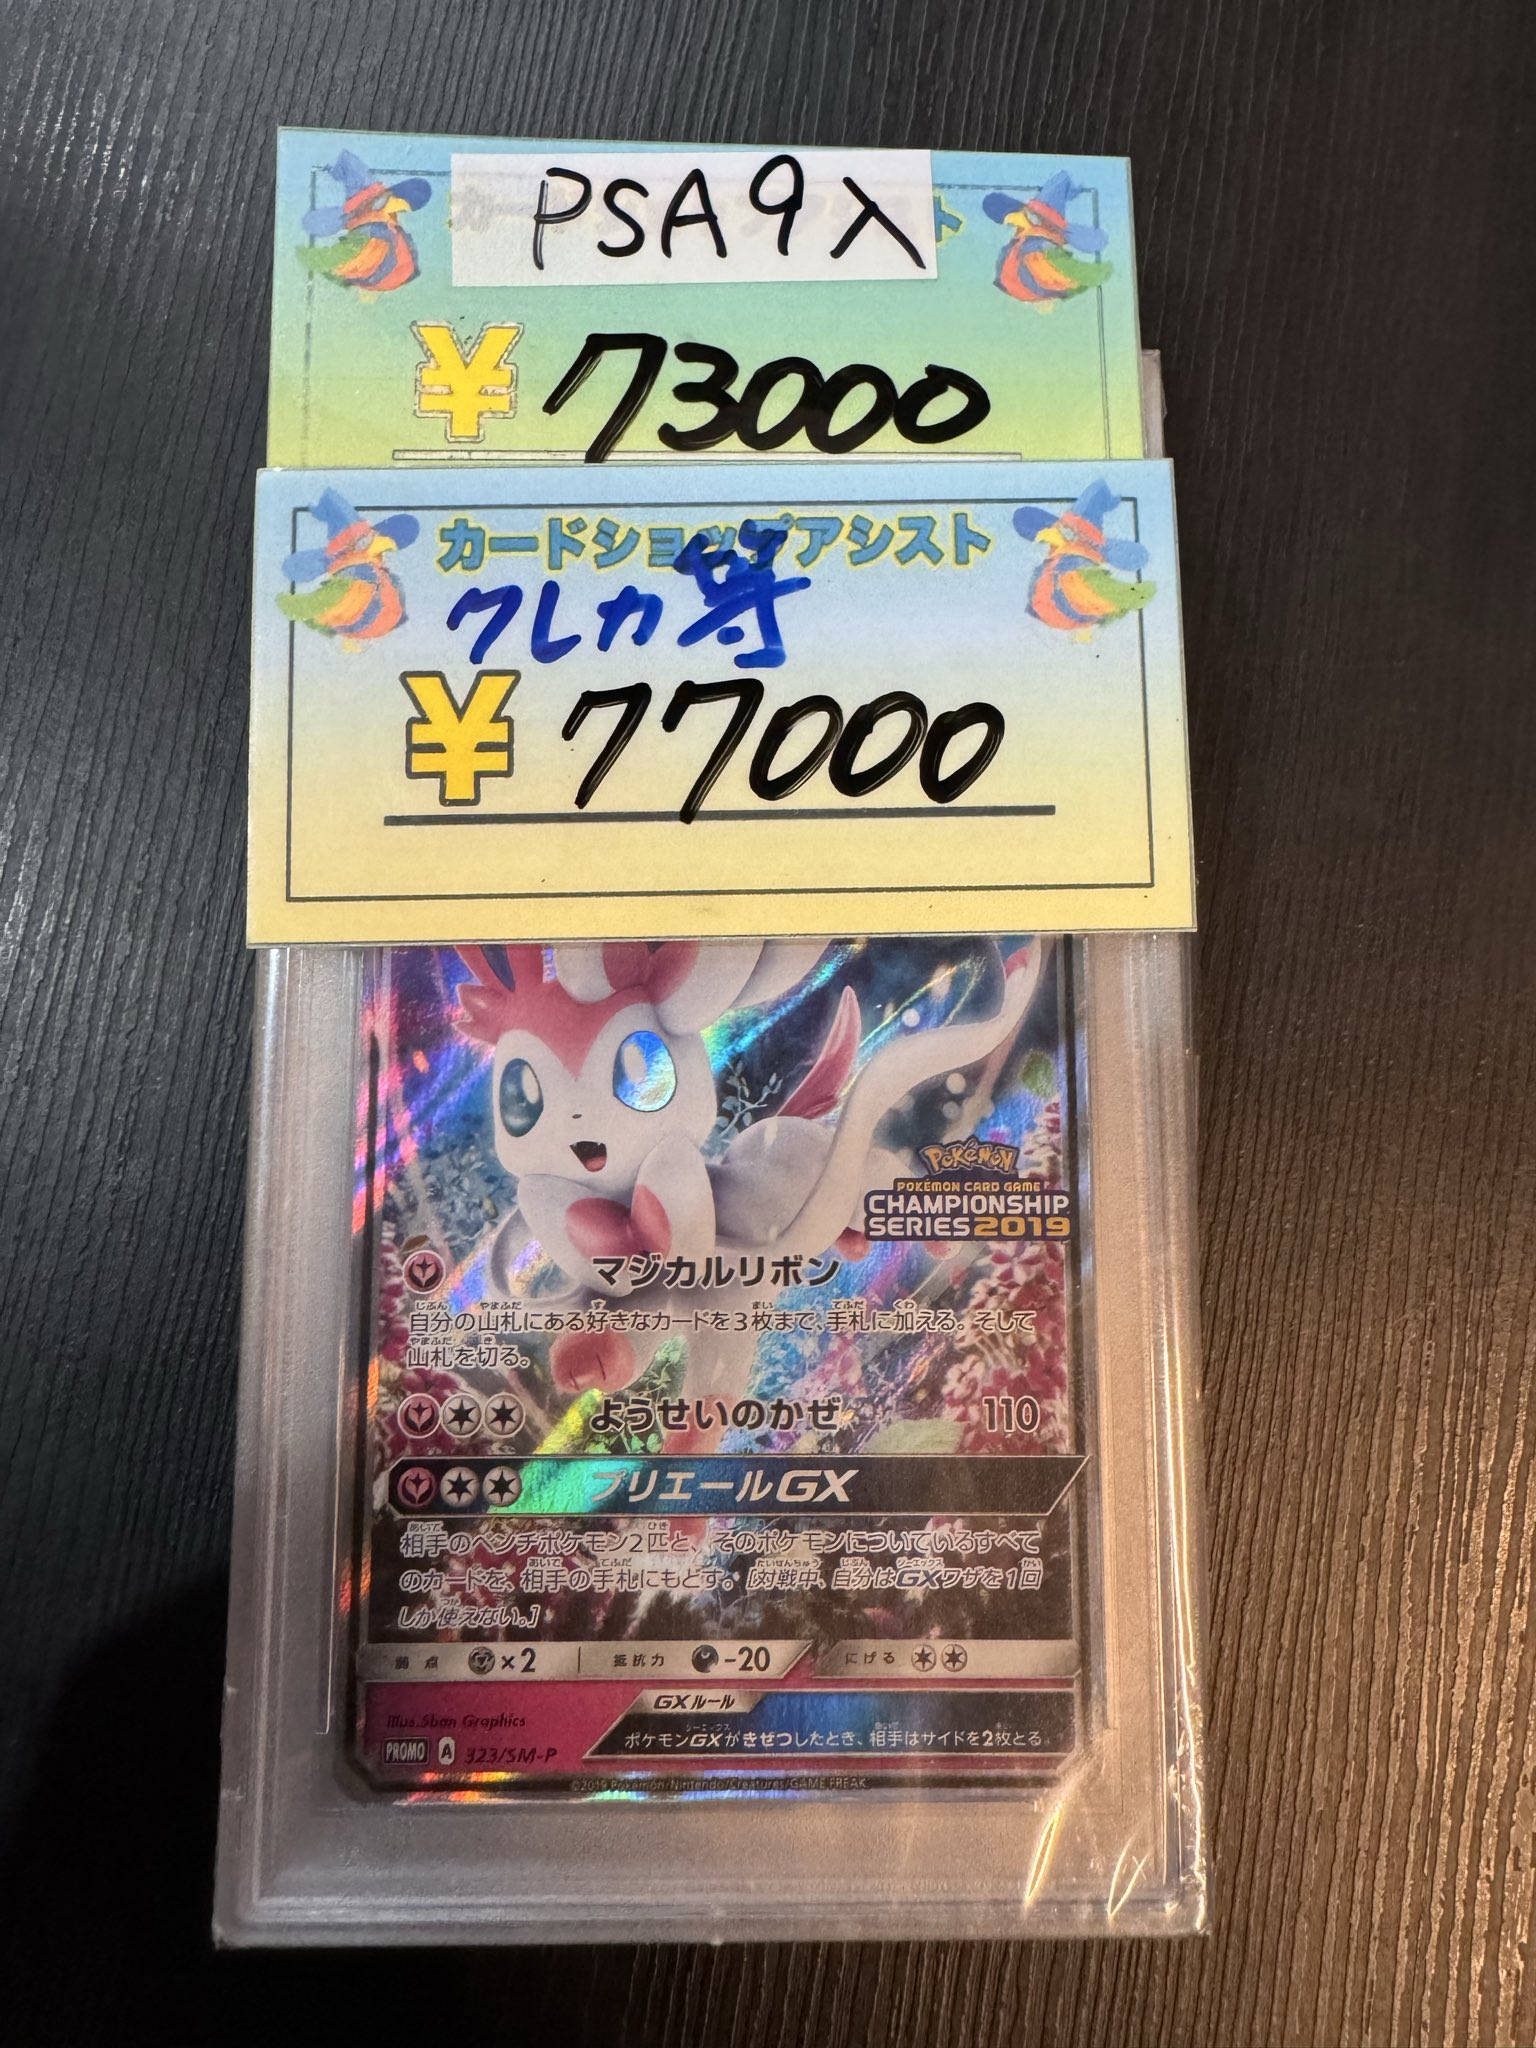 PSA9入
¥ 73000
カードショップアシスト
クレカ等
¥ 77000
Pokémon
POKÉMON CARD GAME
CHAMPIONSHIP
SERIES 2019
マジカルリボン
自分の山札にある好きなカードを3枚まで、手札に加える。そして
山札を切る。
ようせいのかぜ 110
プリエールGX
相手のベンチポケモン2匹と、そのポケモンについているすべて
のカードを、相手の手札にもどす。[対戦中、自分はGXワザを1回
しか使えない。]
弱点 ×2 抵抗力 -20 にげる
GXルール
Illus.5ban Graphics
ポケモンGXがきぜつしたとき、相手はサイドを2枚とる。
PROMO A 323/SM-P
©2019 Pokémon/Nintendo/Creatures/GAME FREAK